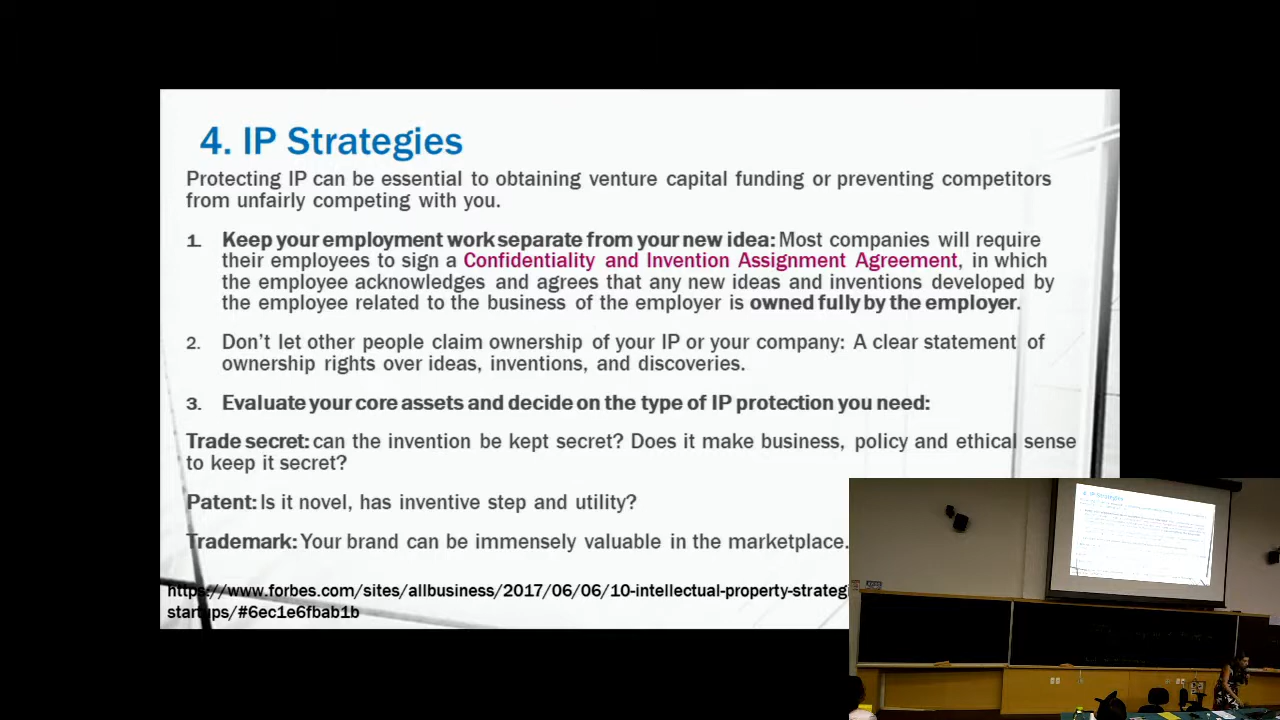 4. IP Strategies
Protecting IP can be essential to obtaining venture capital funding or preventing competitors
from unfairly competing with you.
1. Keep your employment work separate from your new idea: Most companies will require
their employees to sign a Confidentiality and Invention Assignment Agreement, in which
the employee acknowledges and agrees that any new ideas and inventions developed by
the employee related to the business of the employer is owned fully by the employer.
2. Don’t let other people claim ownership of your IP or your company: A clear statement of
ownership rights over ideas, inventions, and discoveries.
3. Evaluate your core assets and decide on the type of IP protection you need:
Trade secret: can the invention be kept secret? Does it make business, policy and ethical sense
to keep it secret?
Patent: Is it novel, has inventive step and utility?
Trademark: Your brand can be immensely valuable in the marketplace.
https://www.forbes.com/sites/allbusiness/2017/06/06/10-intellectual-property-strategi
startups/#6ec1e6fbab1b
4. IP Strategies